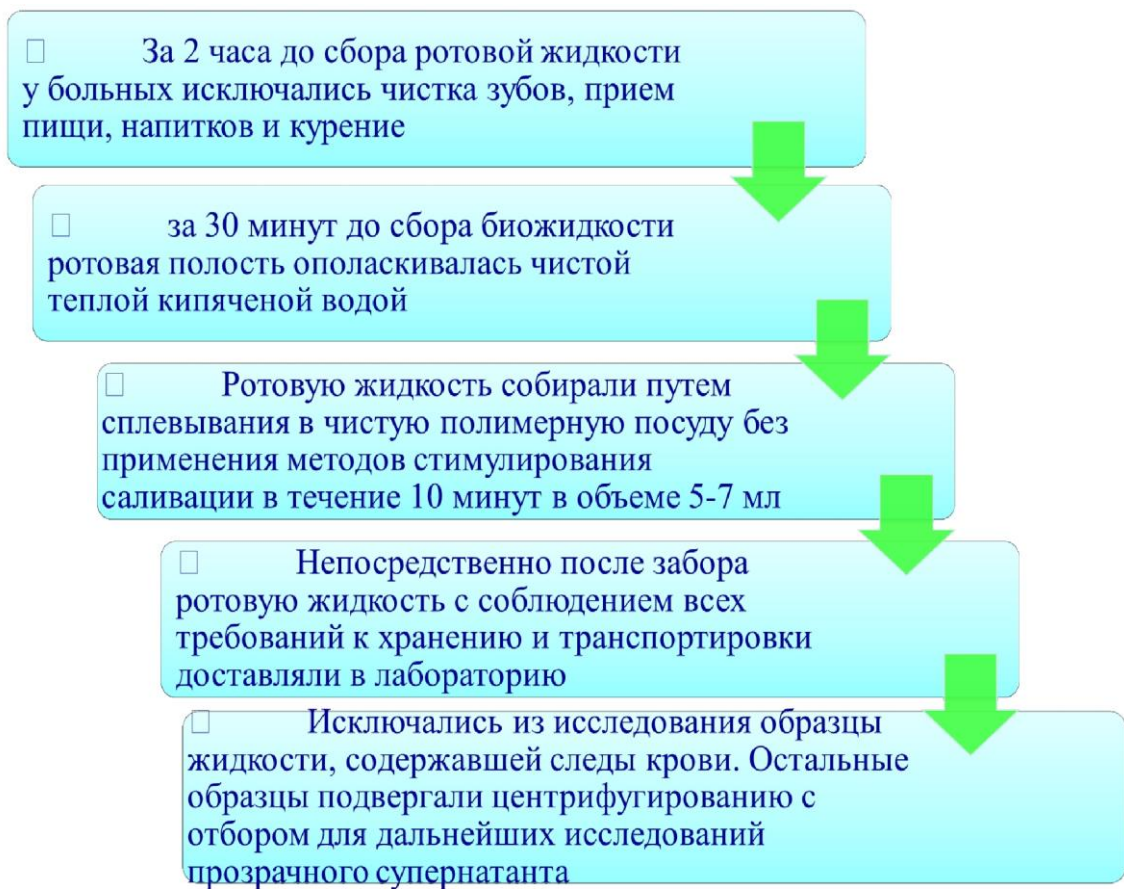 □ За 2 часа до сбора ротовой жидкости
у больных исключались чистка зубов, прием
пищи, напитков и курение
□ за 30 минут до сбора биожидкости
ротовая полость ополаскивалась чистой
теплой кипяченой водой
□ Ротовую жидкость собирали путем
сплевывания в чистую полимерную посуду без
применения методов стимулирования
саливации в течение 10 минут в объеме 5-7 мл
□ Непосредственно после забора
ротовую жидкость с соблюдением всех
требований к хранению и транспортировки
доставляли в лабораторию
□ Исключались из исследования образцы
жидкости, содержавшей следы крови. Остальные
образцы подвергали центрифугированию с
отбором для дальнейших исследований
прозрачного супернатанта